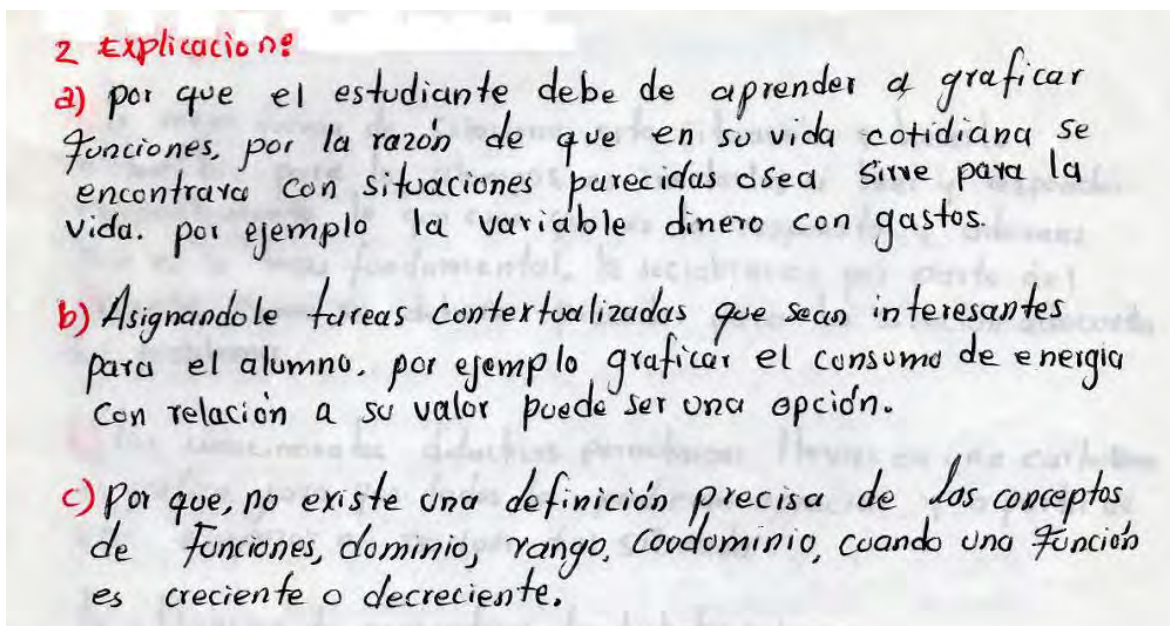 2 Explicacion:
a) por que el estudiante debe de aprender a graficar
Funciones, por la razón de que en su vida cotidiana se
encontrara con situaciones parecidas osea sirve para la
vida. por ejemplo la variable dinero con gastos.
b) Asignandole tareas contextualizadas que sean interesantes
para el alumno, por ejemplo graficar el consumo de energia
con relación a su valor puede ser una opción.
c) por que, no existe una definición precisa de los conceptos
de Funciones, dominio, rango, Coodominio, cuando una Función
es creciente o decreciente.